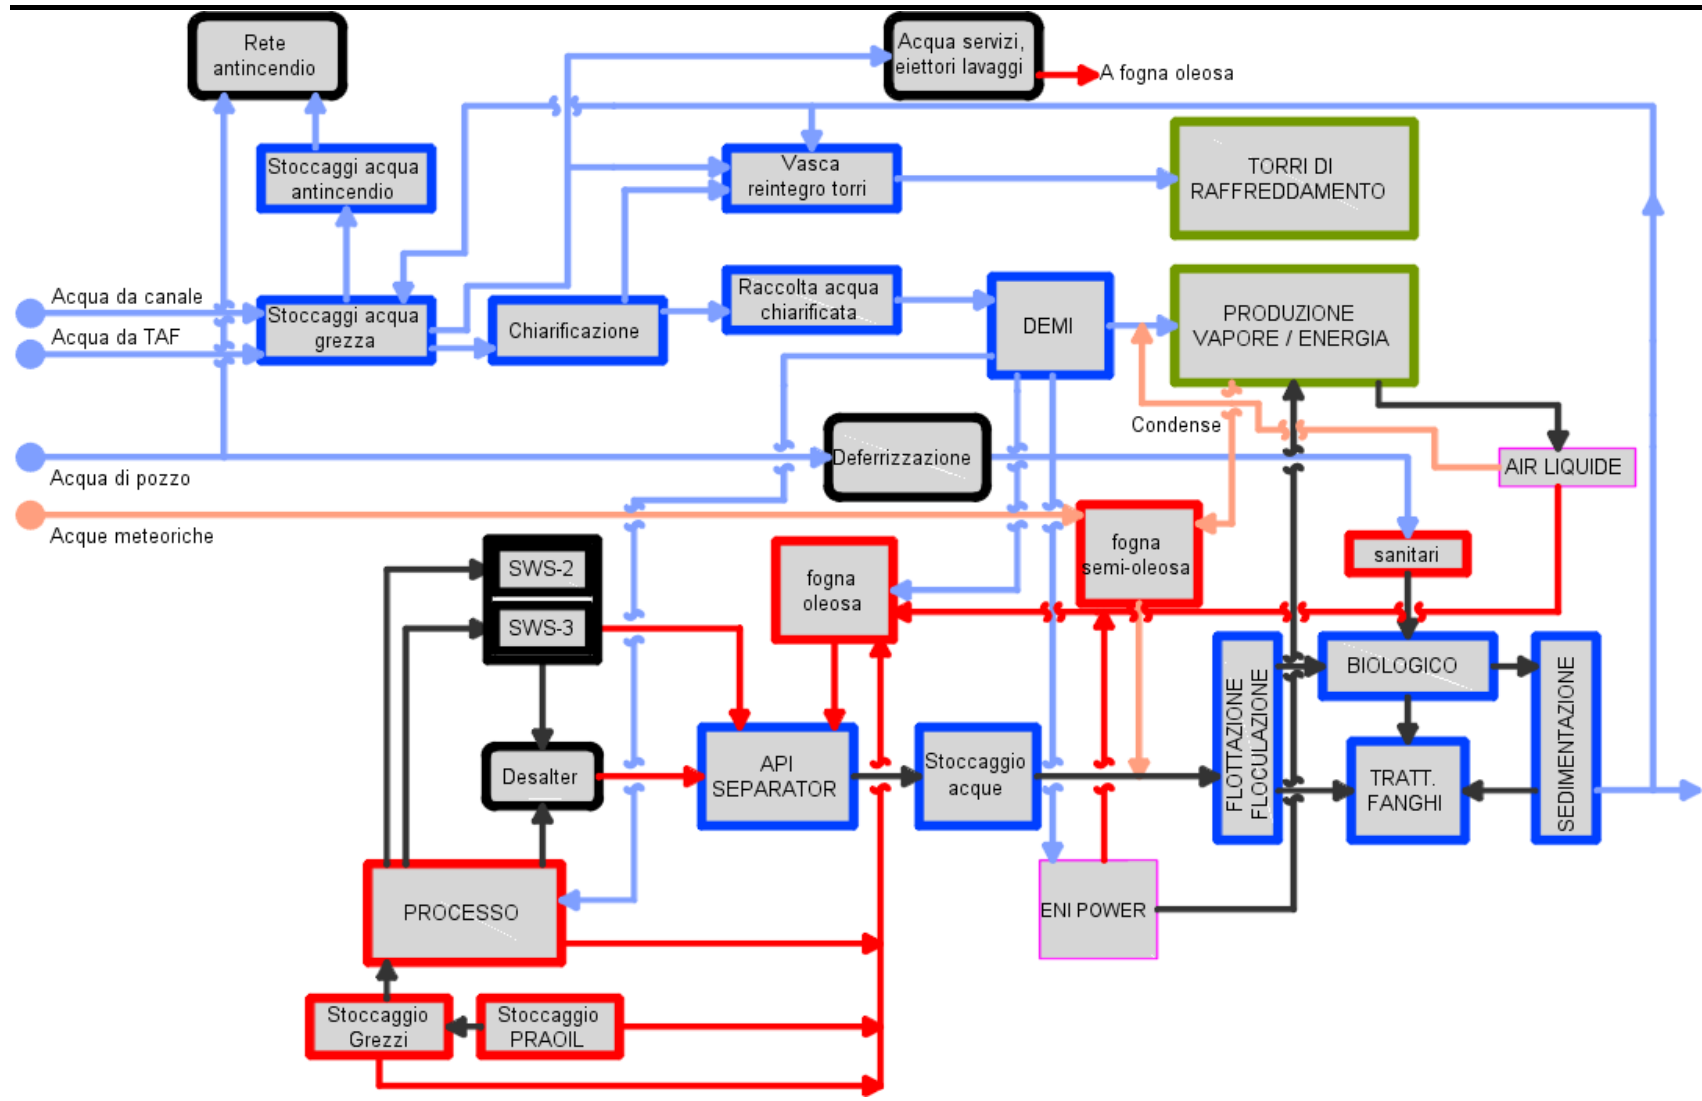 Rete
antincendio
Acqua servizi,
eiettori lavaggi
A fogna oleosa
Stoccaggi acqua
antincendio
Vasca
reintegro torri
TORRI DI
RAFFREDDAMENTO
Acqua da canale
Acqua da TAF
Stoccaggi acqua
grezza
Chiarificazione
Raccolta acqua
chiarificata
DEMI
PRODUZIONE
VAPORE / ENERGIA
Condense
Acqua di pozzo
Deferrizzazione
AIR LIQUIDE
Acque meteoriche
SWS-2
SWS-3
fogna
oleosa
fogna
semi-oleosa
sanitari
BIOLOGICO
FLOTTAZIONE
FLOCULAZIONE
SEDIMENTAZIONE
Desalter
API
SEPARATOR
Stoccaggio
acque
TRATT.
FANGHI
PROCESSO
ENI POWER
Stoccaggio
Grezzi
Stoccaggio
PRAOIL